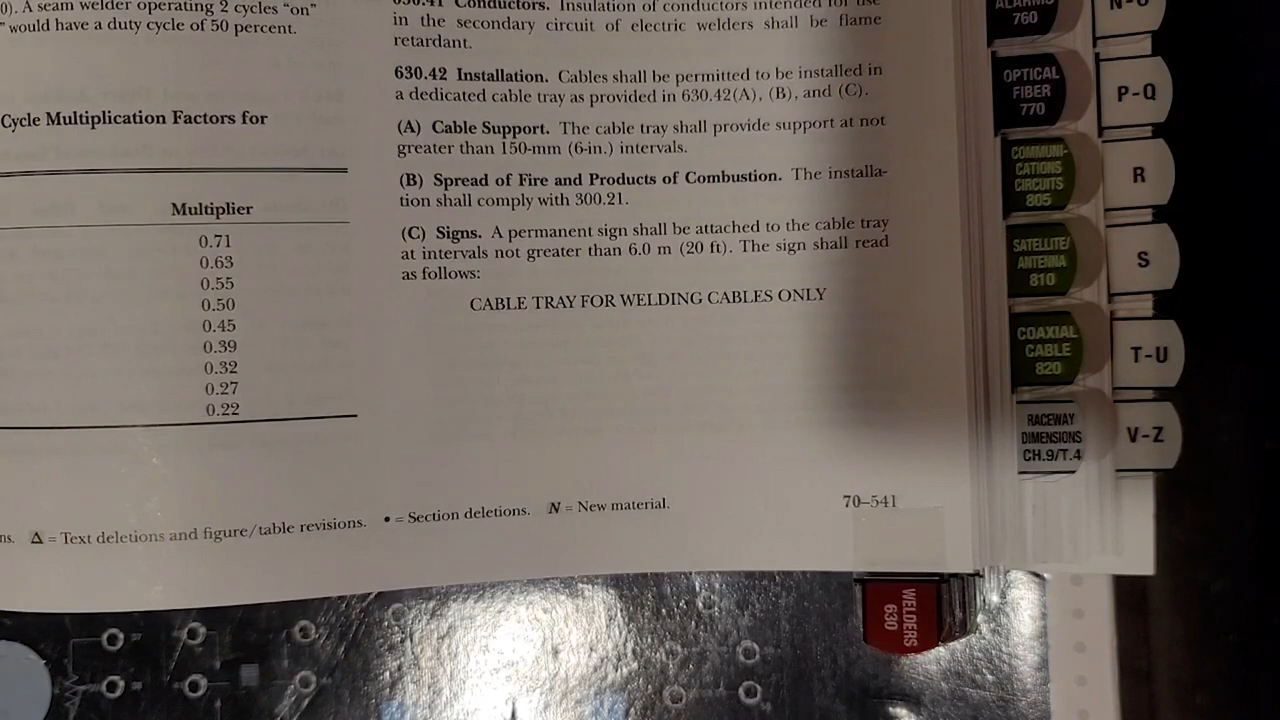 0). A seam welder operating 2 cycles “on”
” would have a duty cycle of 50 percent.
Cycle Multiplication Factors for
Multiplier
0.71
0.63
0.55
0.50
0.45
0.39
0.32
0.27
0.22
630.41 Conductors. Insulation of conductors intended for use
in the secondary circuit of electric welders shall be flame
retardant.
630.42 Installation. Cables shall be permitted to be installed in
a dedicated cable tray as provided in 630.42(A), (B), and (C).
(A) Cable Support. The cable tray shall provide support at not
greater than 150-mm (6-in.) intervals.
(B) Spread of Fire and Products of Combustion. The installa-
tion shall comply with 300.21.
(C) Signs. A permanent sign shall be attached to the cable tray
at intervals not greater than 6.0 m (20 ft). The sign shall read
as follows:
CABLE TRAY FOR WELDING CABLES ONLY
ns. Δ = Text deletions and figure/table revisions. • = Section deletions. N = New material.
70–541
ALARMS
760
OPTICAL
FIBER
770
COMMUNI-
CATIONS
CIRCUITS
805
SATELLITE/
ANTENNA
810
COAXIAL
CABLE
820
RACEWAY
DIMENSIONS
CH.9/T.4
N-O
P-Q
R
S
T-U
V-Z
WELDERS
630